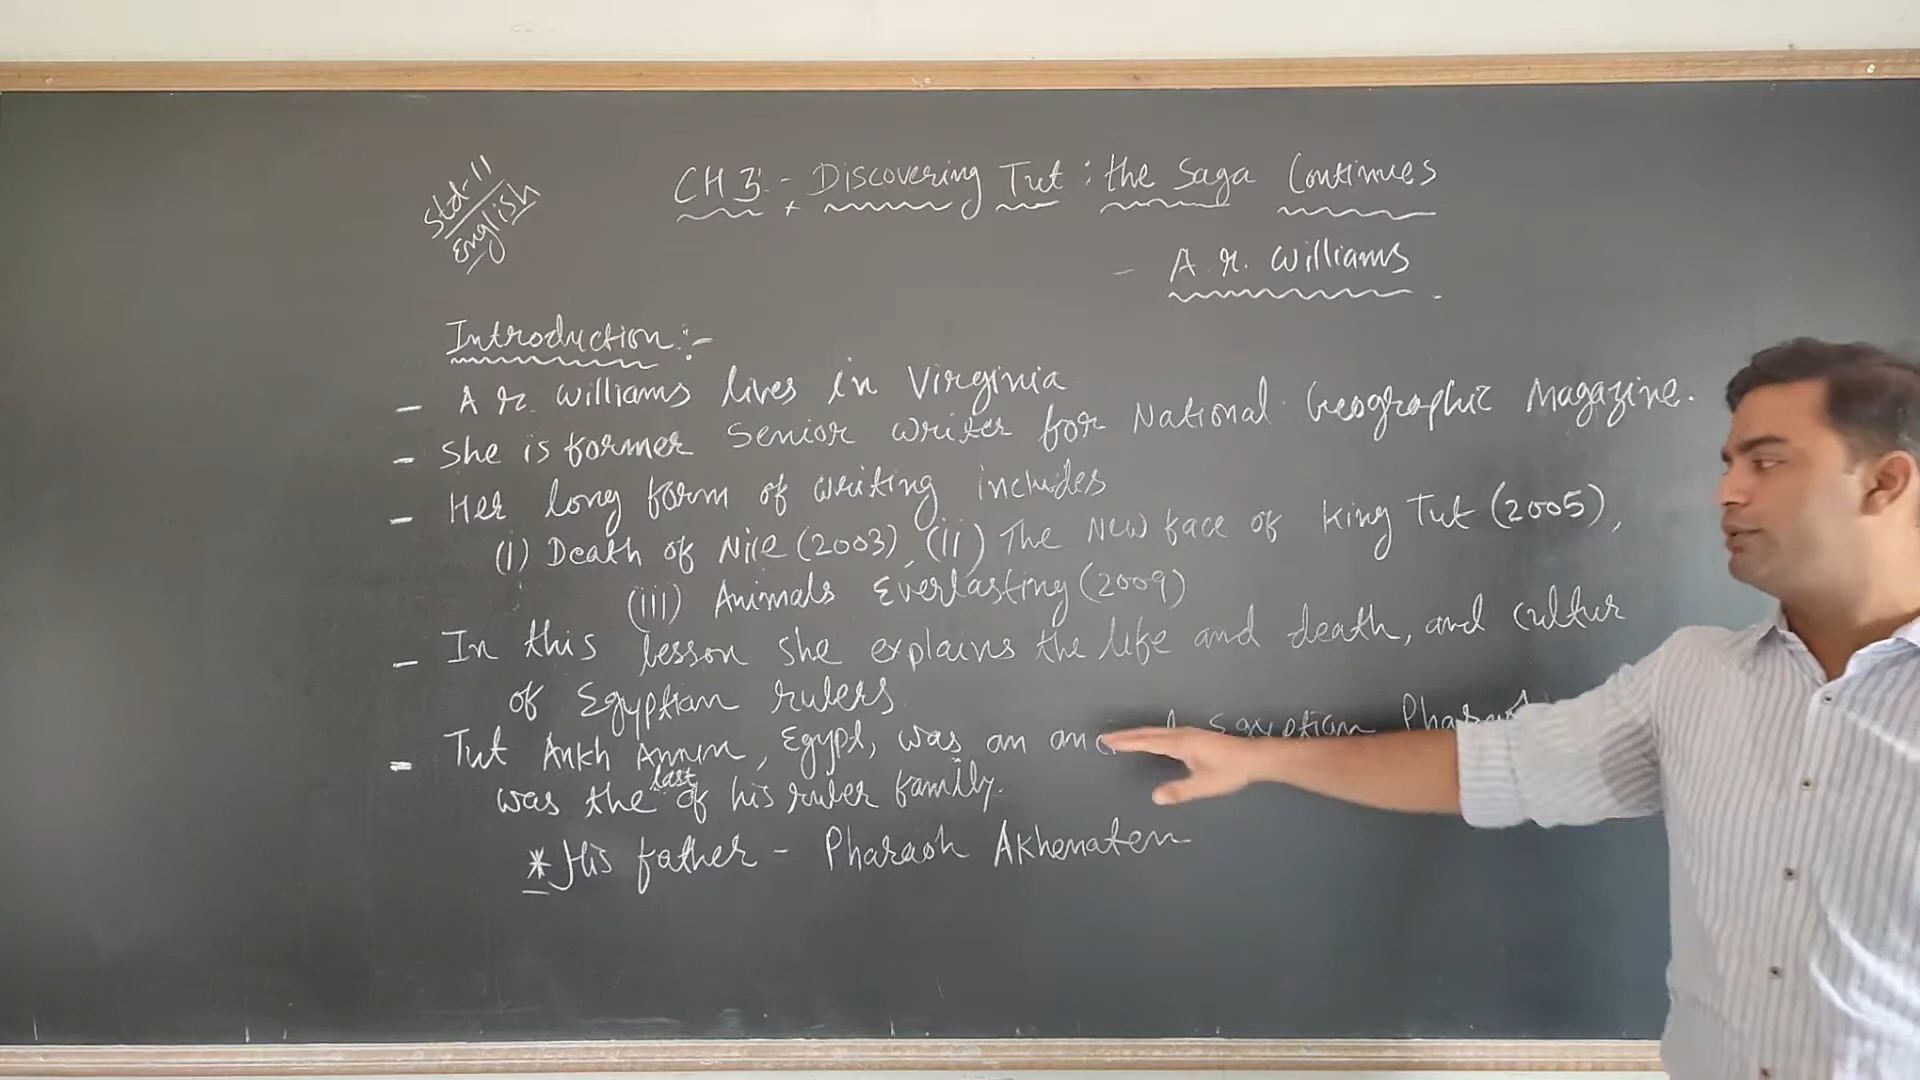 Std-11
English
CH 3 - Discovering Tut : the Saga Continues
- A. R. Williams
Introduction :-
- A R. Williams lives in Virginia
- She is former Senior writer for National Geographic Magazine.
- Her long form of writing includes
(i) Death of Nile (2003), (ii) The New face of King Tut (2005),
(iii) Animals Everlasting (2009)
- In this lesson she explains the life and death, and cultur
of Egyptian rulers
- Tut Ankh Amun, Egypt, was an Egyptian
was the last of his ruler family.
* His father - Pharaoh Akhenaten